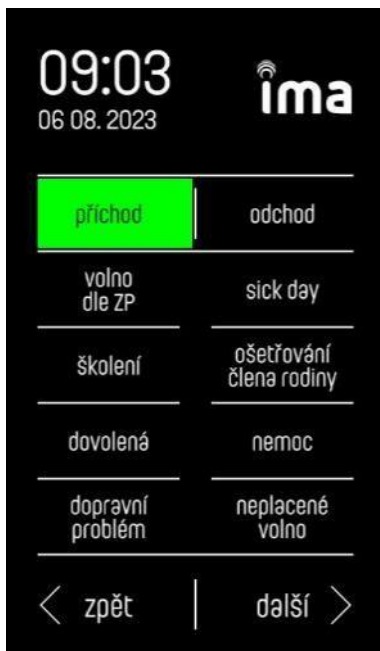 09:03
06 08. 2023
ima
příchod
odchod
volno
dle ZP
sick day
školení
ošetřování
člena rodiny
dovolená
nemoc
dopravní
problém
neplacené
volno
zpět
další